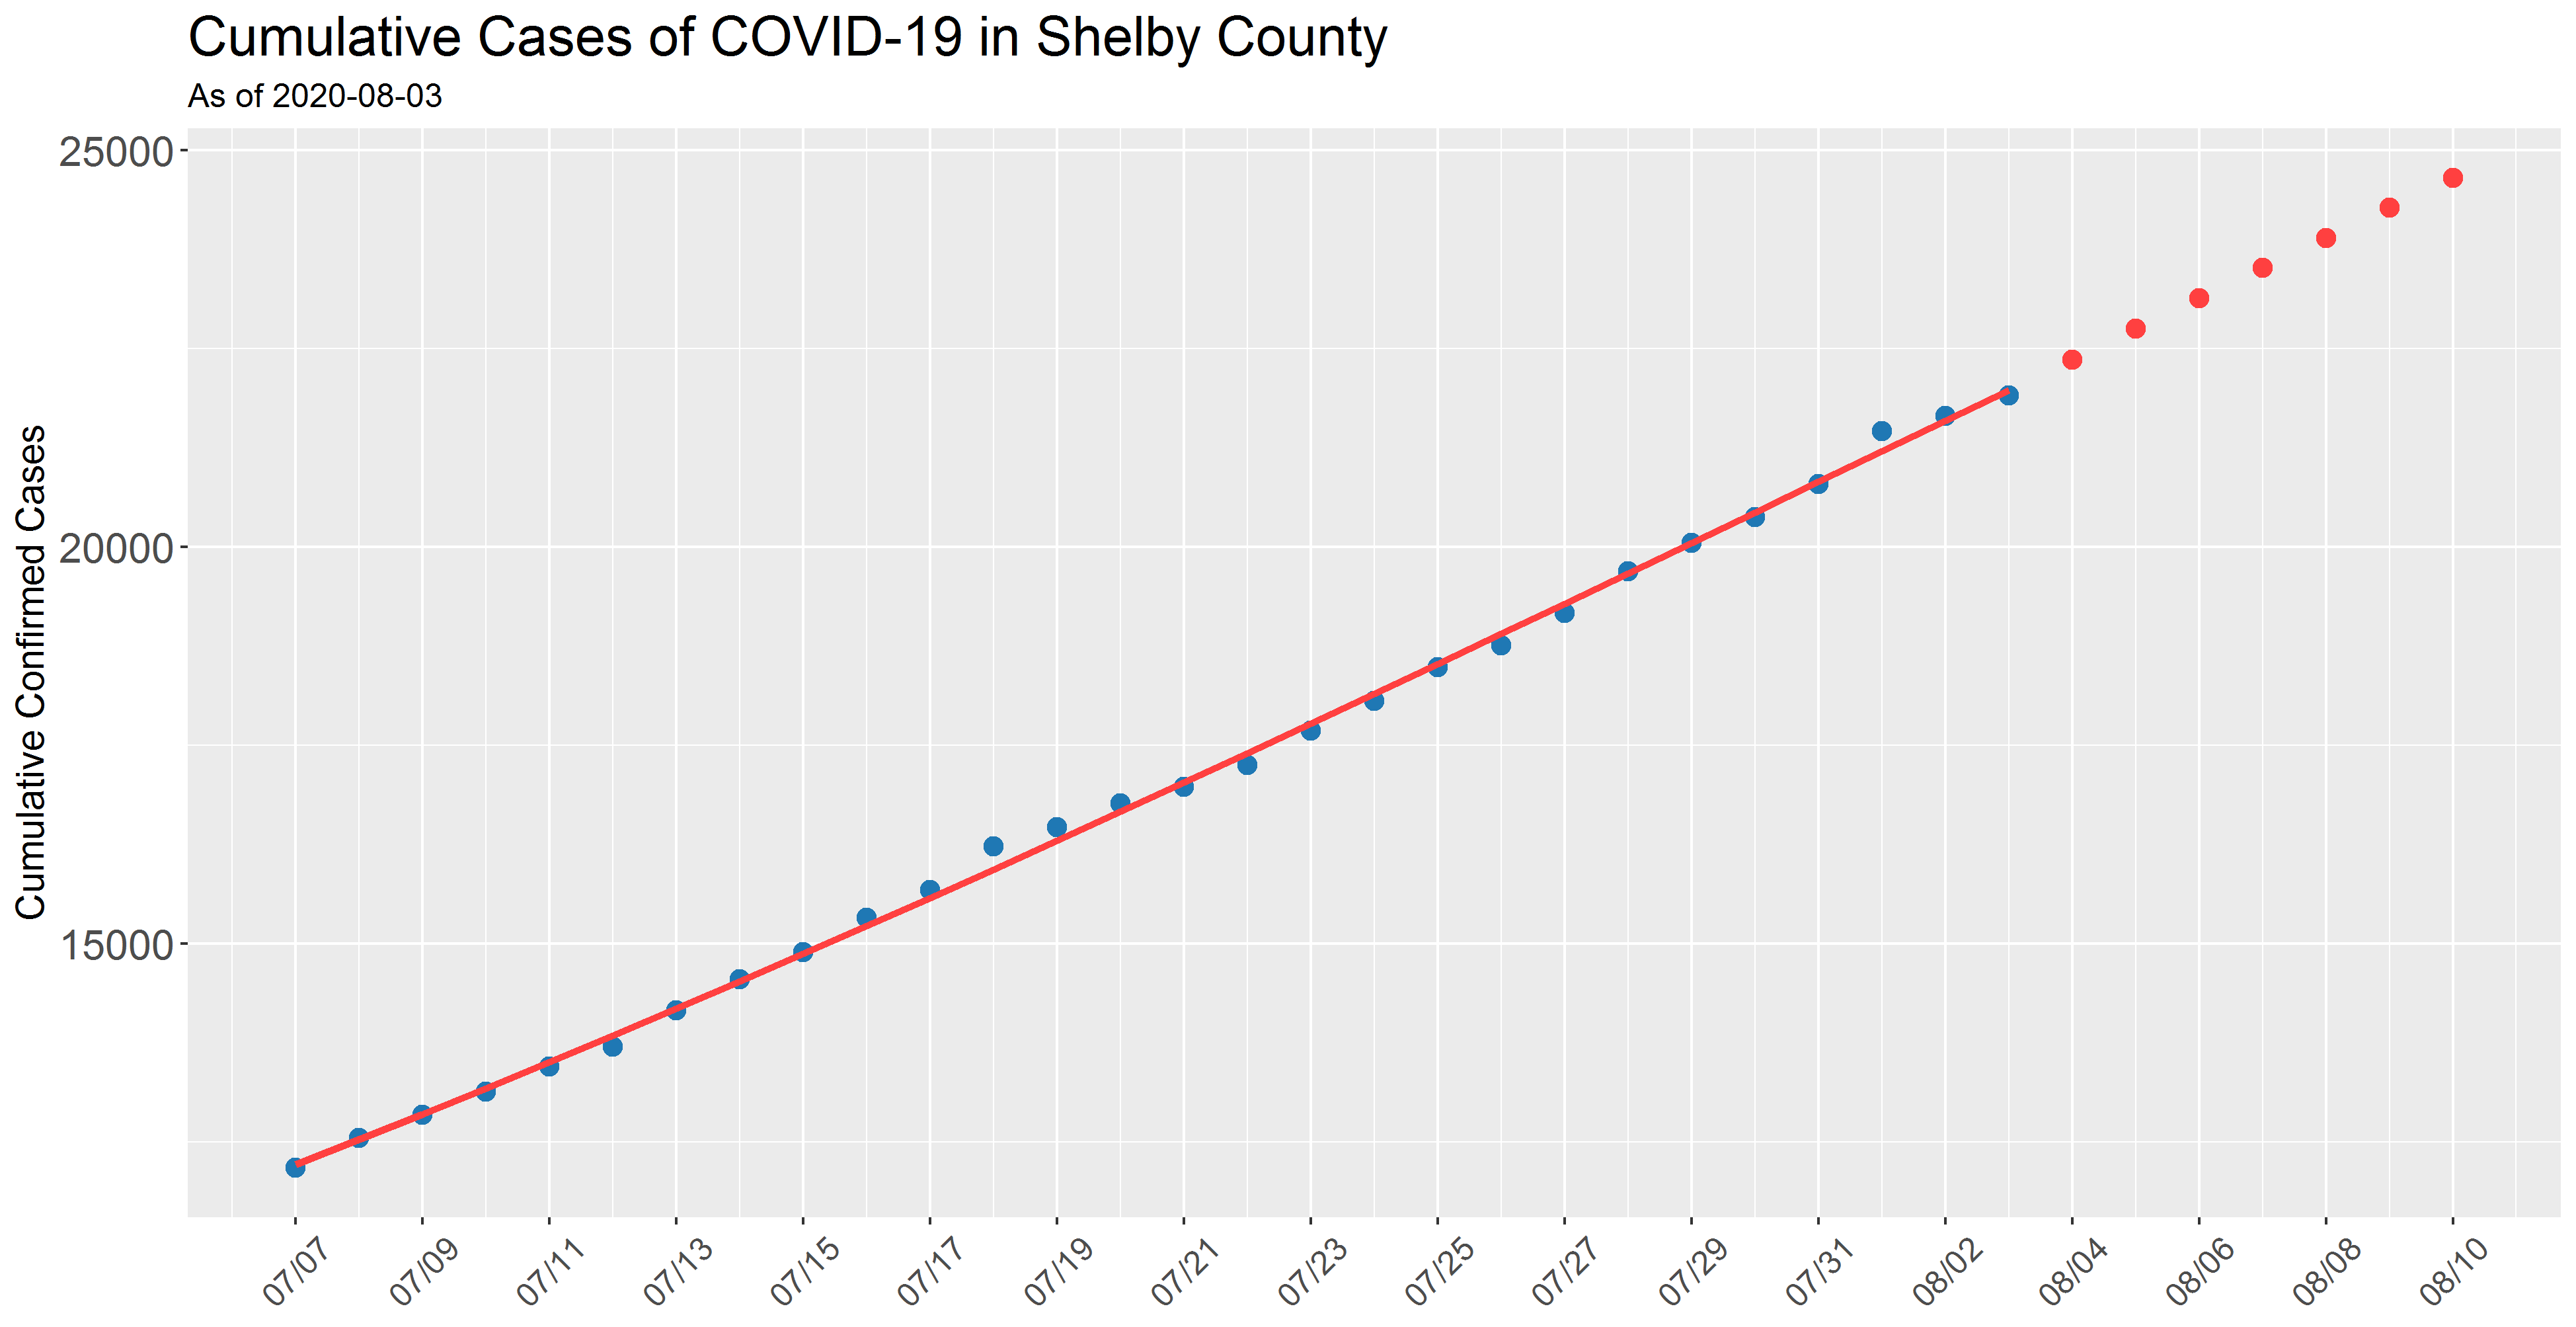 Cumulative Cases of COVID-19 in Shelby County
As of 2020-08-03
Cumulative Confirmed Cases
25000
20000
15000
07/07 07/09 07/11 07/13 07/15 07/17 07/19 07/21 07/23 07/25 07/27 07/29 07/31 08/02 08/04 08/06 08/08 08/10